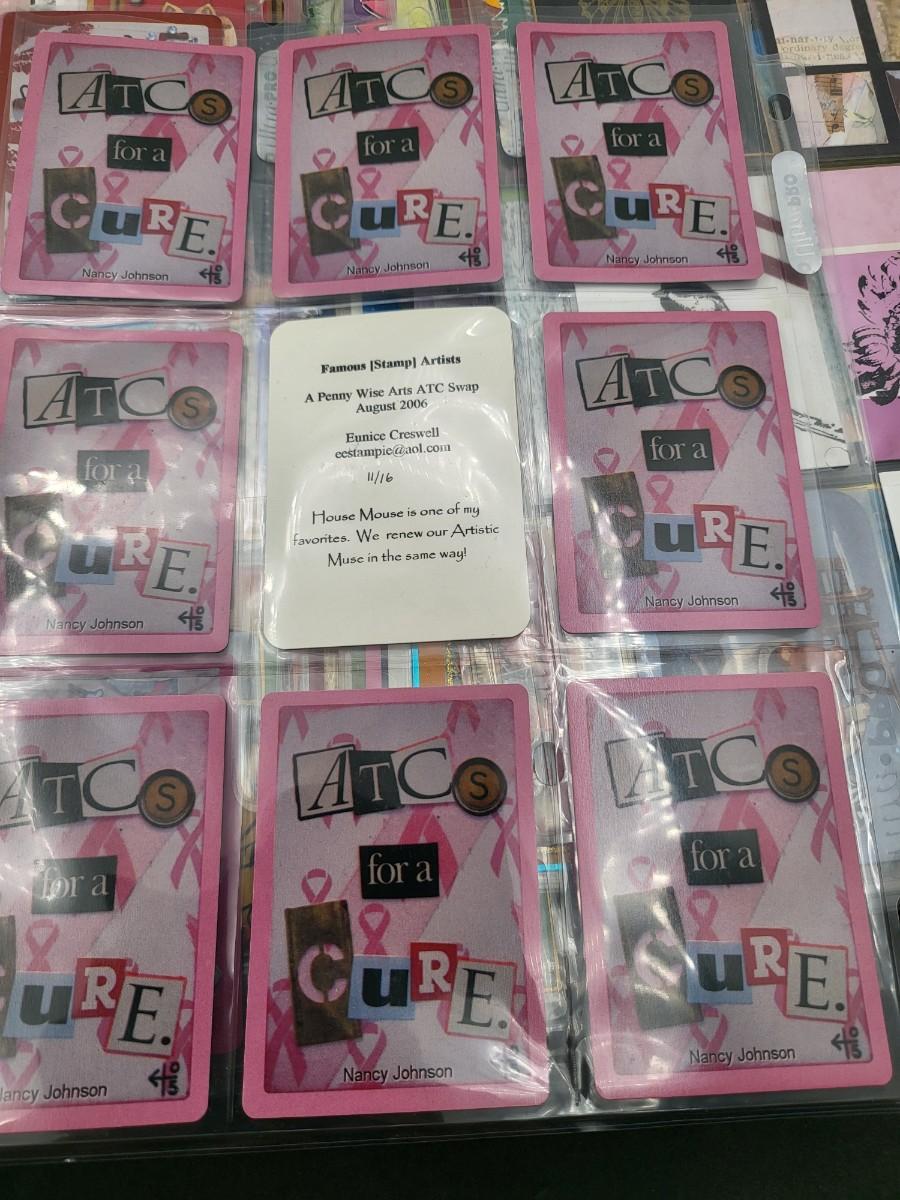 ATCS
for a
CuRE.
Nancy Johnson
ATCS
for a
CuRE.
Nancy Johnson
ATCS
for a
CuRE.
Nancy Johnson
Ultra PRO
ATCS
for a
CuRE.
Nancy Johnson
Famous [Stamp] Artists
A Penny Wise Arts ATC Swap
August 2006
Eunice Creswell
eestampie@aol.com
11/16
House Mouse is one of my
favorites. We renew our Artistic
Muse in the same way!
ATCS
for a
CuRE.
Nancy Johnson
ATCS
for a
CuRE.
Nancy Johnson
ATCS
for a
CuRE.
Nancy Johnson
ATCS
for a
CuRE.
Nancy Johnson